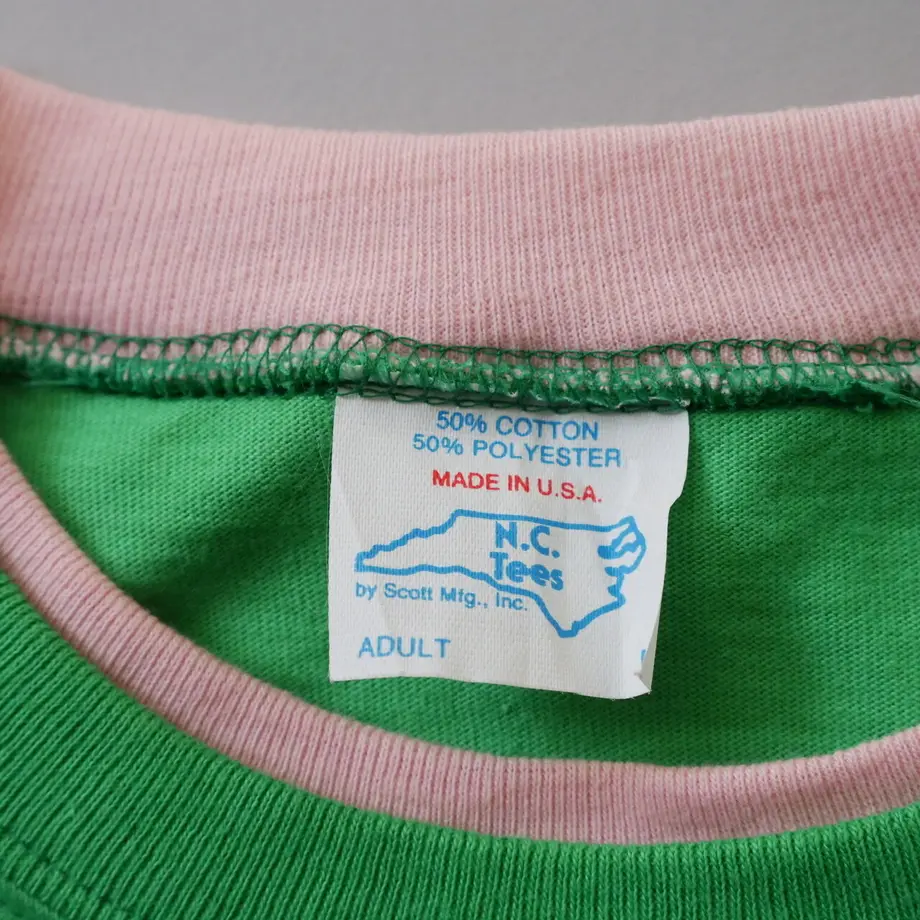 50% COTTON
50% POLYESTER
MADE IN U.S.A.
N.C.
Tees
by Scott Mfg., Inc.
ADULT